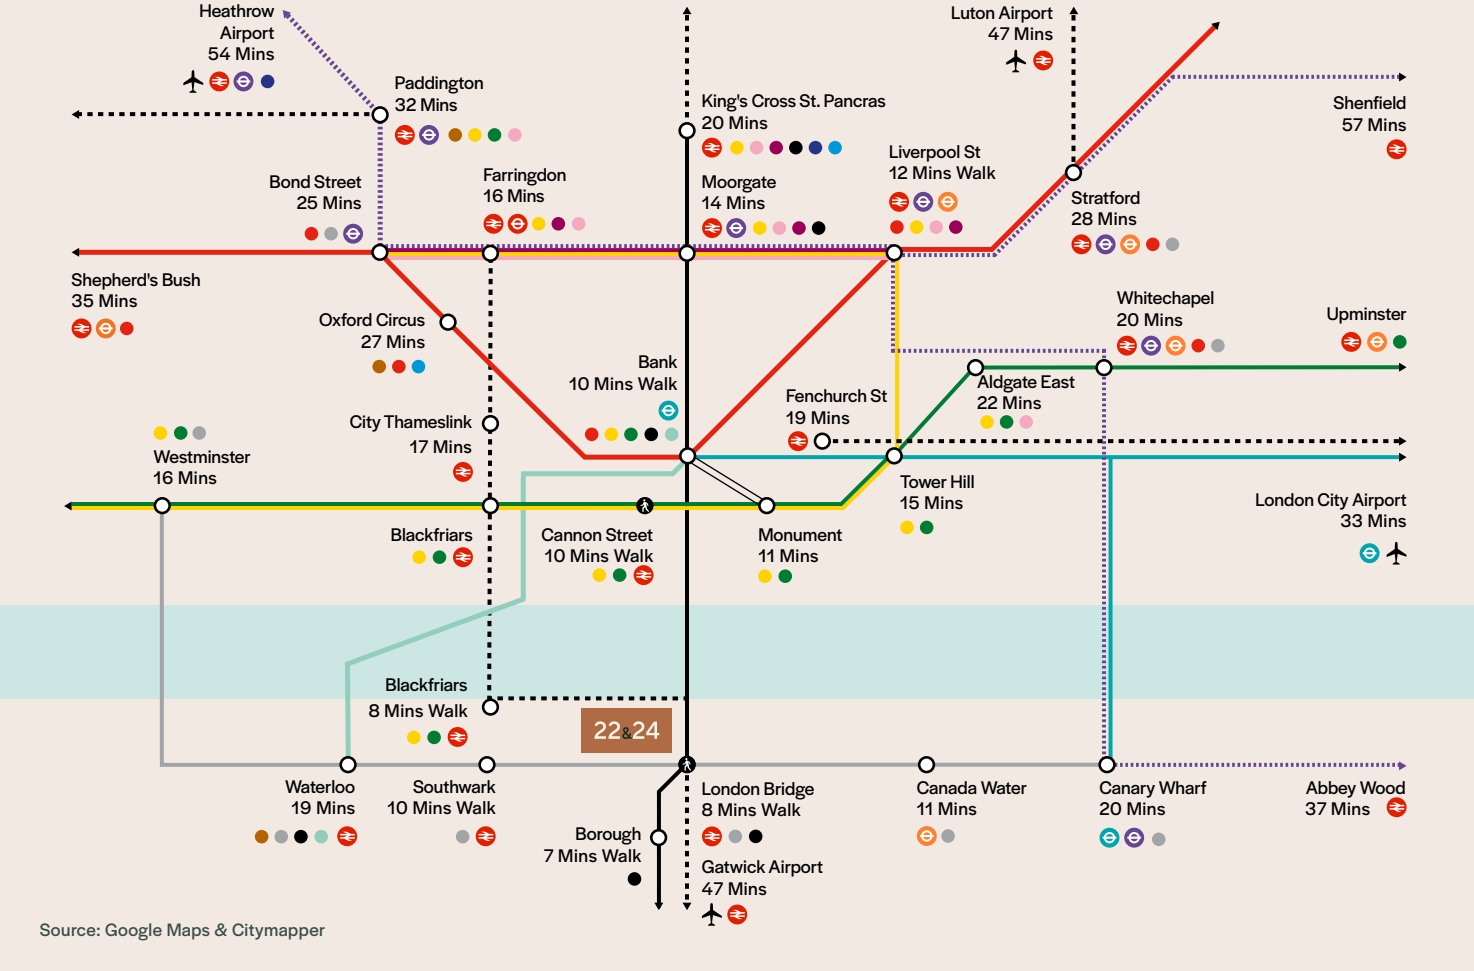 Heathrow
Airport
54 Mins
Luton Airport
47 Mins
Paddington
32 Mins
King's Cross St. Pancras
20 Mins
Shenfield
57 Mins
Liverpool St
12 Mins Walk
Farringdon
16 Mins
Bond Street
25 Mins
Moorgate
14 Mins
Stratford
28 Mins
Shepherd's Bush
35 Mins
Whitechapel
20 Mins
Upminster
Oxford Circus
27 Mins
Bank
10 Mins Walk
Aldgate East
22 Mins
Fenchurch St
19 Mins
City Thameslink
17 Mins
Westminster
16 Mins
Tower Hill
15 Mins
London City Airport
33 Mins
Blackfriars
Cannon Street
10 Mins Walk
Monument
11 Mins
Blackfriars
8 Mins Walk
22&24
Waterloo
19 Mins
Southwark
10 Mins Walk
London Bridge
8 Mins Walk
Canada Water
11 Mins
Canary Wharf
20 Mins
Abbey Wood
37 Mins
Borough
7 Mins Walk
Gatwick Airport
47 Mins
Source: Google Maps & Citymapper